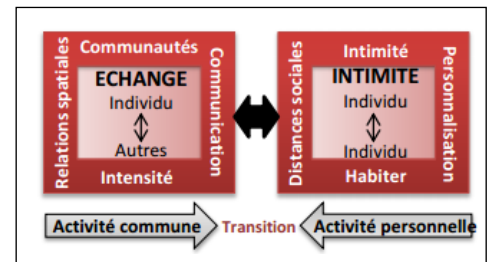 Communautés
Relations spatiales
ECHANGE
Individu
Autres
Communication
Intensité
Intimité
Distances sociales
INTIMITE
Individu
Individu
Personnalisation
Habiter
Activité commune
Transition
Activité personnelle